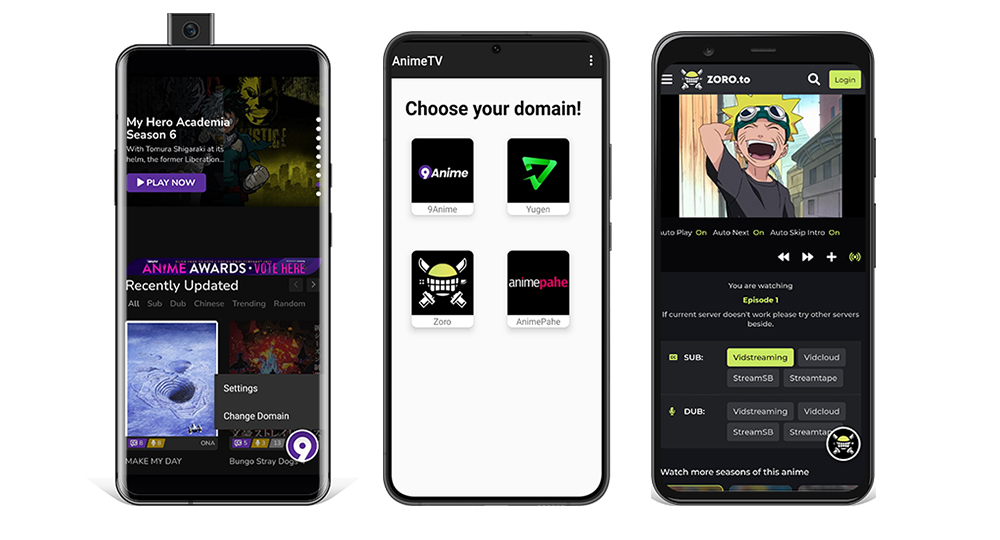 My Hero Academia
Season 6
With Tomura Shigaraki at its
helm, the former Liberation...
PLAY NOW
ANIME AWARDS • VOTE HERE
Recently Updated
All Sub Dub Chinese Trending Random
Settings
Change Domain
8 8 ONA
5 3 13
MAKE MY DAY
Bungo Stray Dogs
9
AnimeTV
Choose your domain!
9Anime
9Anime
Yugen
animepahe
Zoro
AnimePahe
ZORO.to
Login
uto Play On Auto Next On Auto Skip Intro On
You are watching
Episode 1
If current server doesn't work please try other servers
beside.
SUB:
Vidstreaming
Vidcloud
StreamSB
Streamtape
DUB:
Vidstreaming
Vidcloud
StreamSB
Streamtap
Watch more seasons of this anime